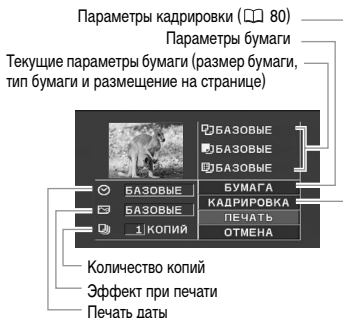 Параметры кадрировки (80)
Параметры бумаги
Текущие параметры бумаги (размер бумаги,
тип бумаги и размещение на странице)
БАЗОВЫЕ
БАЗОВЫЕ
БАЗОВЫЕ
БАЗОВЫЕ
БУМАГА
БАЗОВЫЕ
КАДРИРОВКА
ПЕЧАТЬ
1 КОПИЙ
ОТМЕНА
Количество копий
Эффект при печати
Печать даты